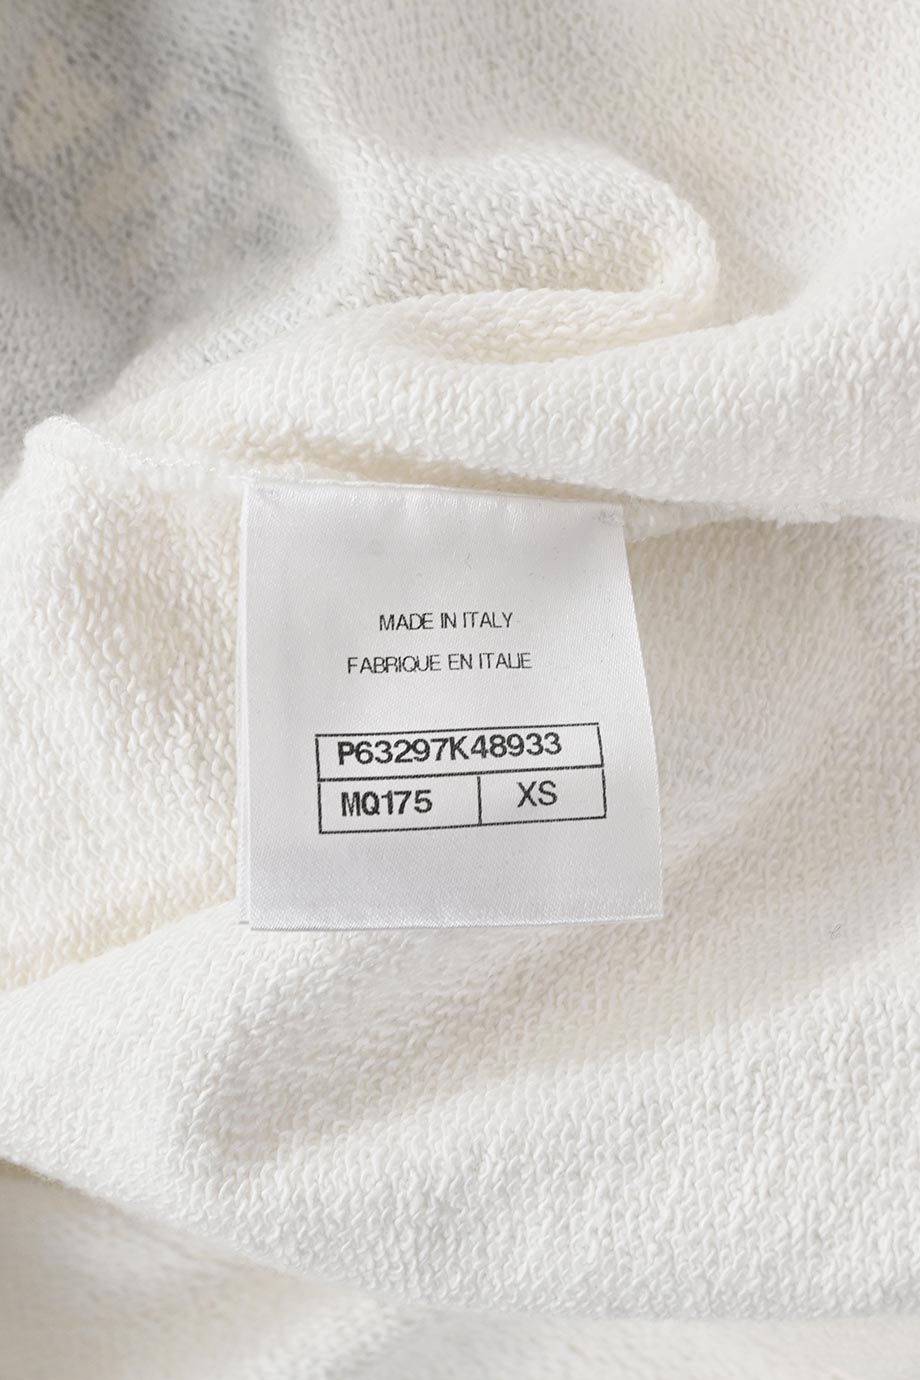 MADE IN ITALY
FABRIQUE EN ITALIE
P63297K48933
MQ175 XS